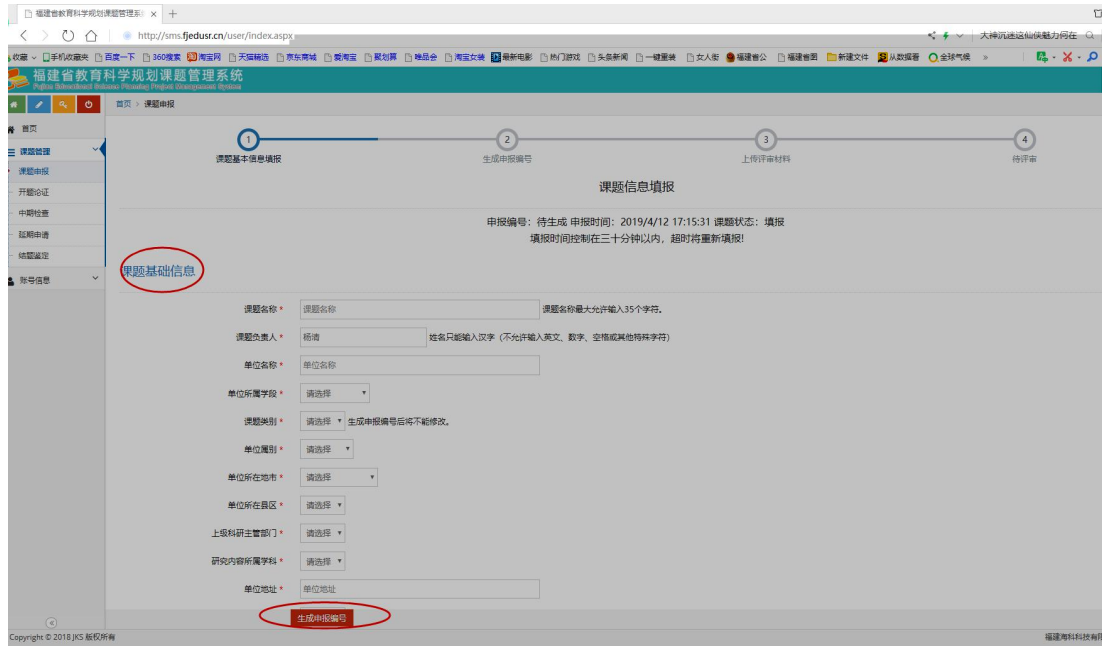 福建省教育科学规划课题管理系
http://sms.fjedusr.cn/user/index.aspx
大神沉迷这仙侠魅力何在
收藏 手机收藏夹 百度一下 360搜索 淘宝网 天猫精选 京东商城 爱淘宝 聚划算 唯品会 淘宝女装 最新电影 热门游戏 头条新闻 一键重装 女人街 福建省公 福建省图 新建文件 从数据看 全球气候 »
福建省教育科学规划课题管理系统
Fujian Educational Science Planning Project Management System
首页 > 课题申报
首页
课题管理
课题申报
开题论证
中期检查
延期申请
结题鉴定
账号信息
1 2 3 4
课题基本信息填报 生成申报编号 上传评审材料 待评审
课题信息填报
申报编号：待生成 申报时间：2019/4/12 17:15:31 课题状态：填报
填报时间控制在三十分钟以内，超时将重新填报!
课题基础信息
课题名称 * 课题名称 课题名称最大允许输入35个字符。
课题负责人 * 杨清 姓名只能输入汉字（不允许输入英文、数字、空格或其他特殊字符）
单位名称 * 单位名称
单位所属学段 * 请选择
课题类别 * 请选择 生成申报编号后将不能修改。
单位属别 * 请选择
单位所在地市 * 请选择
单位所在县区 * 请选择
上级科研主管部门 * 请选择
研究内容所属学科 * 请选择
单位地址 * 单位地址
生成申报编号
Copyright © 2018 JKS 版权所有
福建海科科技有限